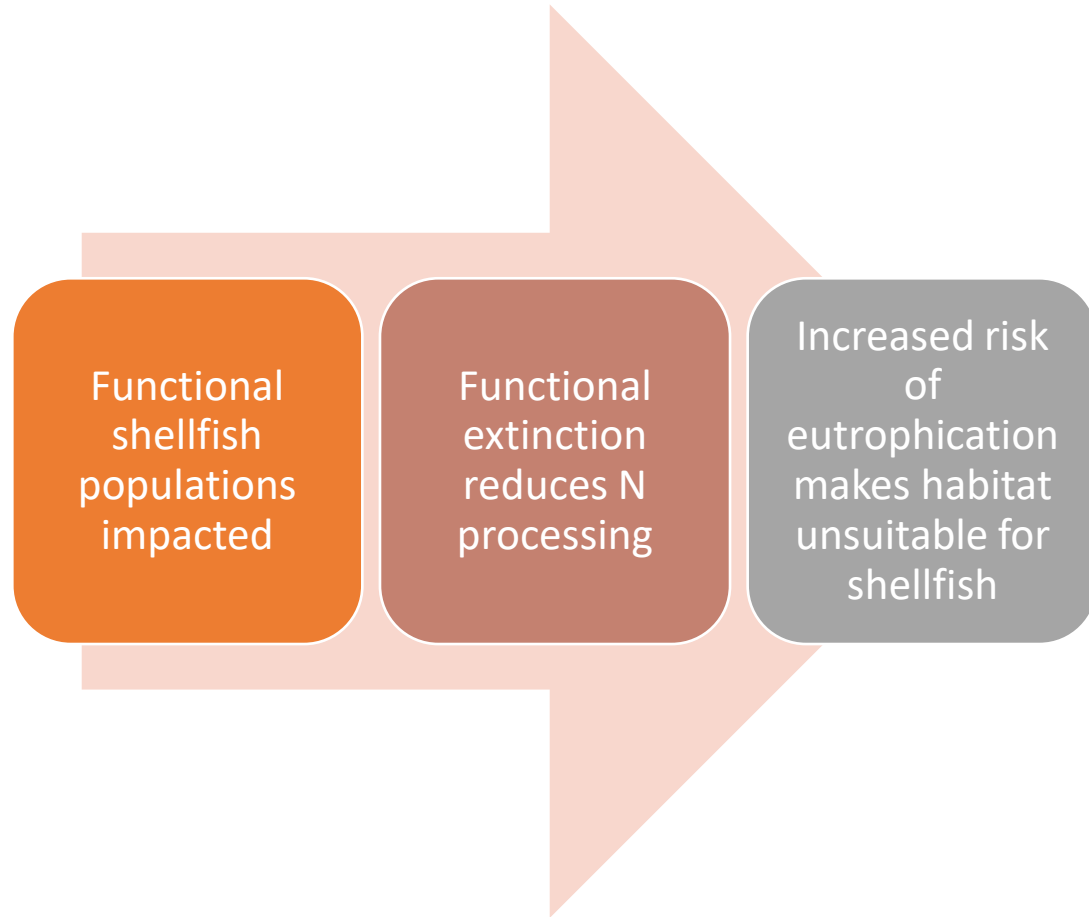 Functional
shellfish
populations
impacted
Functional
extinction
reduces N
processing
Increased risk
of
eutrophication
makes habitat
unsuitable for
shellfish